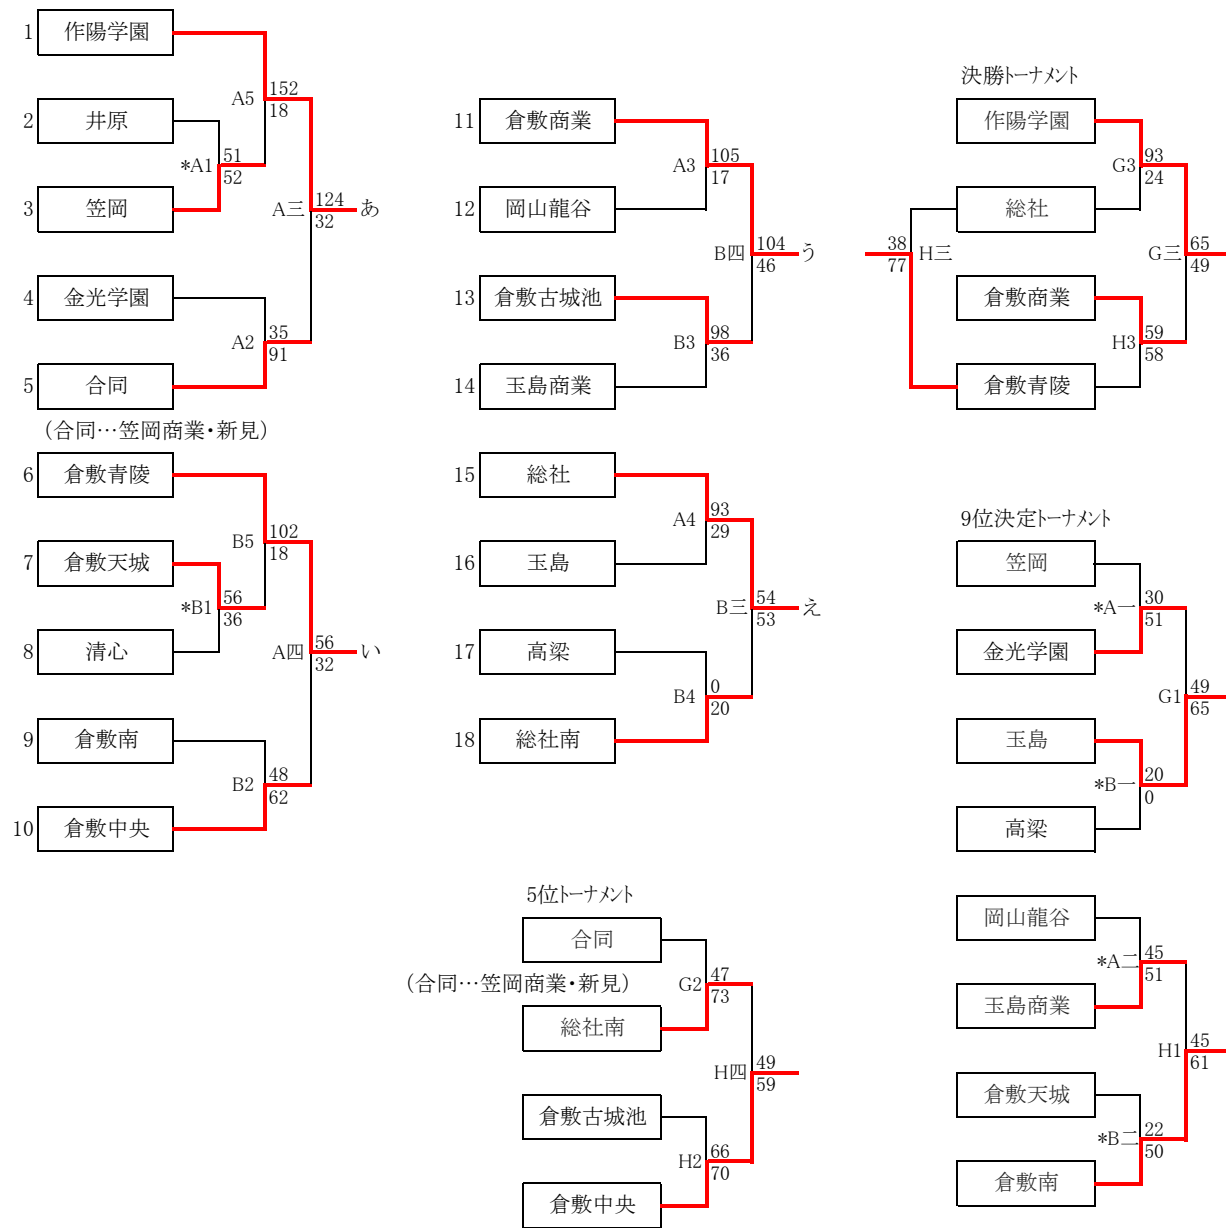 1 作陽学園
A5 152
18
2 井原
*A1 51
52
3 笠岡
A三 124
32
あ
4 金光学園
A2 35
91
5 合同
(合同…笠岡商業・新見)
6 倉敷青陵
B5 102
18
7 倉敷天城
*B1 56
36
8 清心
A四 56
32
い
9 倉敷南
B2 48
62
10 倉敷中央
11 倉敷商業
A3 105
17
12 岡山龍谷
B四 104
46
う
13 倉敷古城池
B3 98
36
14 玉島商業
15 総社
A4 93
29
16 玉島
B三 54
53
え
17 高梁
B4 0
20
18 総社南
5位トーナメント
合同
(合同…笠岡商業・新見)
G2 47
73
総社南
H四 49
59
倉敷古城池
H2 66
70
倉敷中央
決勝トーナメント
作陽学園
G3 93
24
総社
38
77
H三
G三 65
49
倉敷商業
H3 59
58
倉敷青陵
9位決定トーナメント
笠岡
*A一 30
51
金光学園
G1 49
65
玉島
*B一 20
0
高梁
岡山龍谷
*A二 45
51
玉島商業
H1 45
61
倉敷天城
*B二 22
50
倉敷南